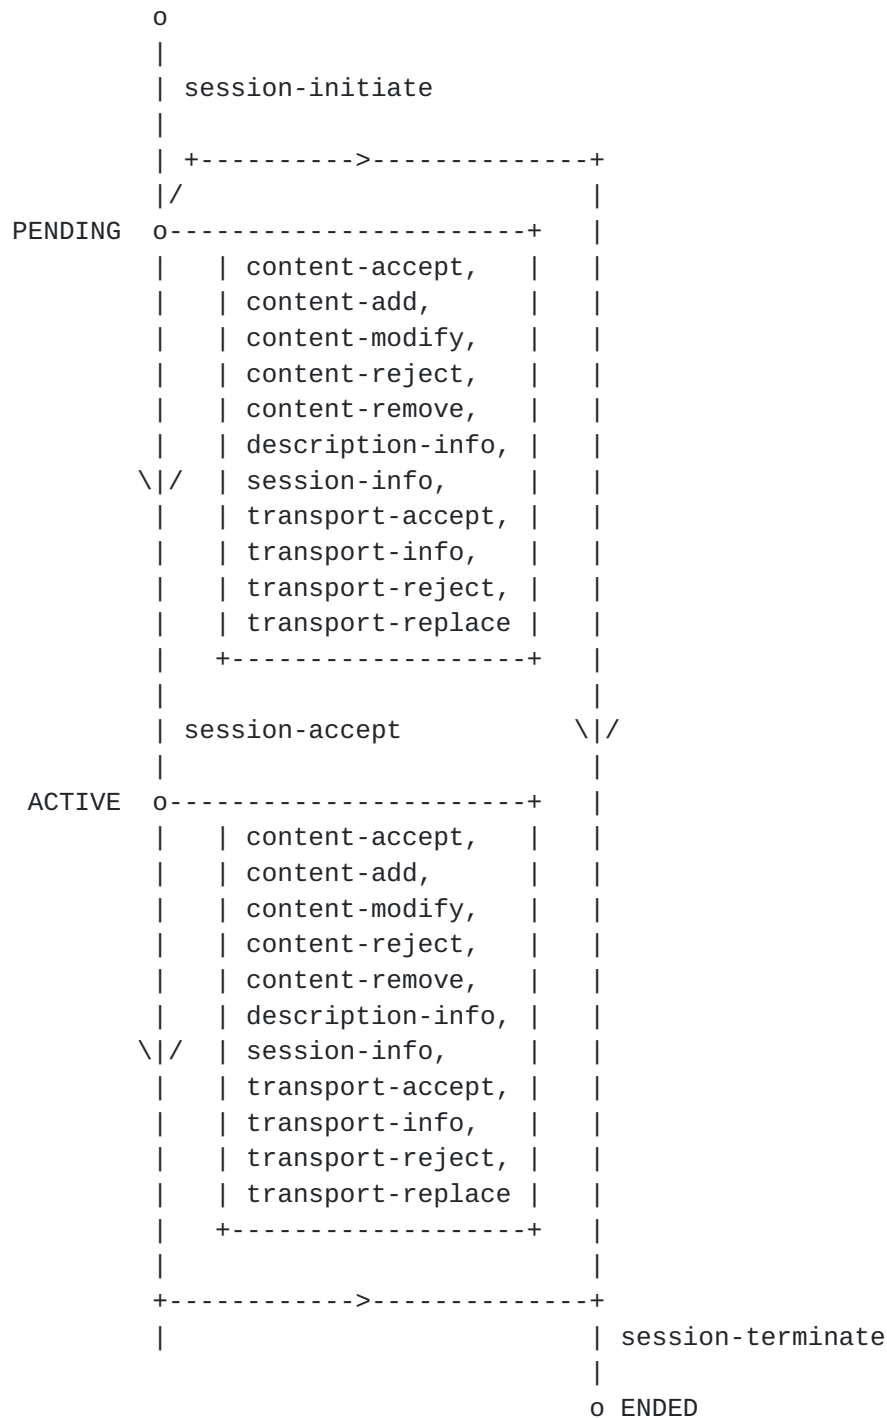 o
|
| session-initiate
|
| +---------->--------------+
|/ |
PENDING o-----------------------+ |
| | content-accept, | |
| | content-add, | |
| | content-modify, | |
| | content-reject, | |
| | content-remove, | |
| | description-info, | |
\|/ | session-info, | |
| | transport-accept, | |
| | transport-info, | |
| | transport-reject, | |
| | transport-replace | |
| +-------------------+ |
| |
| session-accept \|/
| |
ACTIVE o-----------------------+ |
| | content-accept, | |
| | content-add, | |
| | content-modify, | |
| | content-reject, | |
| | content-remove, | |
| | description-info, | |
\|/ | session-info, | |
| | transport-accept, | |
| | transport-info, | |
| | transport-reject, | |
| | transport-replace | |
| +-------------------+ |
| |
+------------>--------------+
| | session-terminate
|
o ENDED